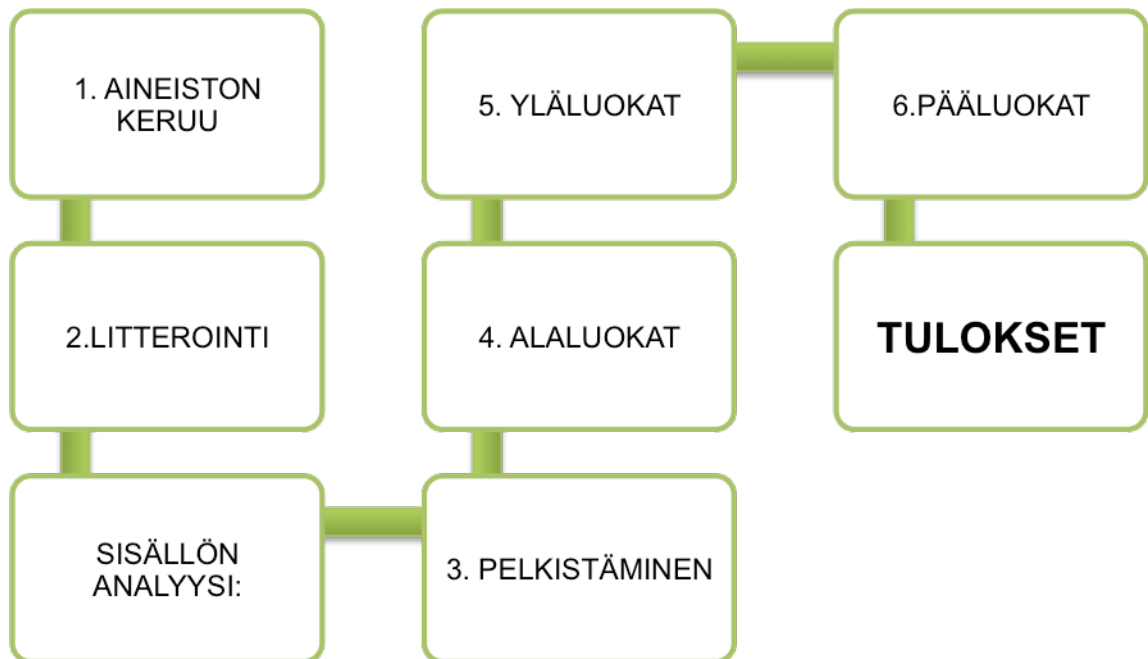 1. AINEISTON
KERUU
2.LITTEROINTI
SISÄLLÖN
ANALYYSI:
3. PELKISTÄMINEN
4. ALALUOKAT
5. YLÄLUOKAT
6.PÄÄLUOKAT
TULOKSET